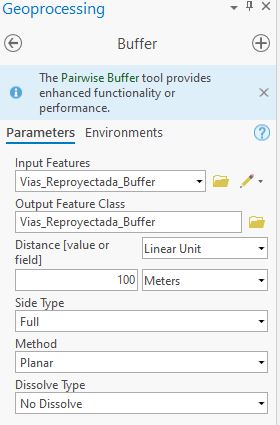 Geoprocessing
Buffer
The Pairwise Buffer tool provides
enhanced functionality or
performance.
Parameters Environments
Input Features
Vias_Reproyectada_Buffer
Output Feature Class
Vias_Reproyectada_Buffer
Distance [value or
field]
Linear Unit
100 Meters
Side Type
Full
Method
Planar
Dissolve Type
No Dissolve